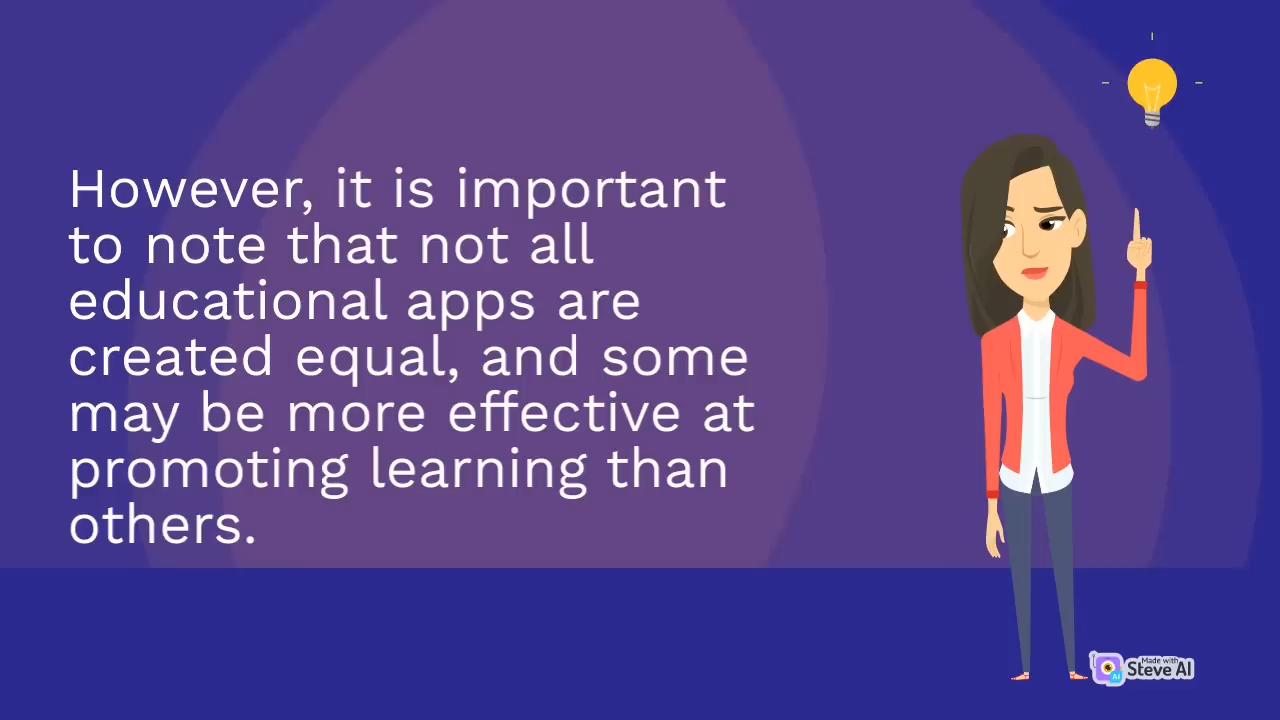 However, it is important
to note that not all
educational apps are
created equal, and some
may be more effective at
promoting learning than
others.
Made with
Steve AI
AI